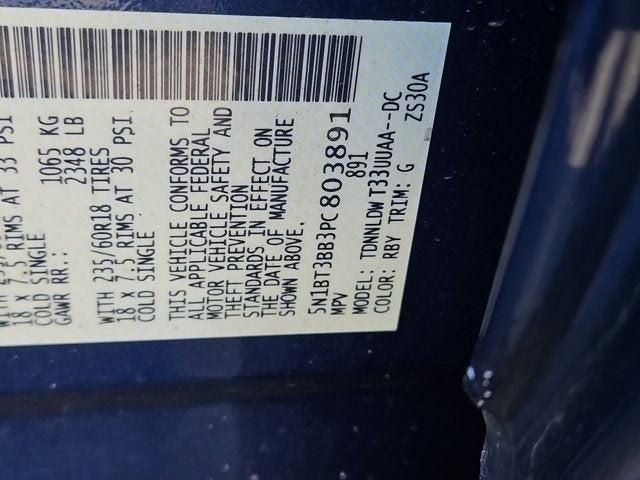 18 x 7.5 RIMS AT 33 PSI
COLD SINGLE
GAWR RR.: 1065 KG
2348 LB
WITH 235/60R18 TIRES
18 x 7.5 RIMS AT 30 PSI
COLD SINGLE
THIS VEHICLE CONFORMS TO
ALL APPLICABLE FEDERAL
MOTOR VEHICLE SAFETY AND
THEFT PREVENTION
STANDARDS IN EFFECT ON
THE DATE OF MANUFACTURE
SHOWN ABOVE.
5N1BT3BB3PC803891
MPV 891
MODEL: TDNNLDW T33UUAA--DC
COLOR: RBY TRIM: G ZS30A